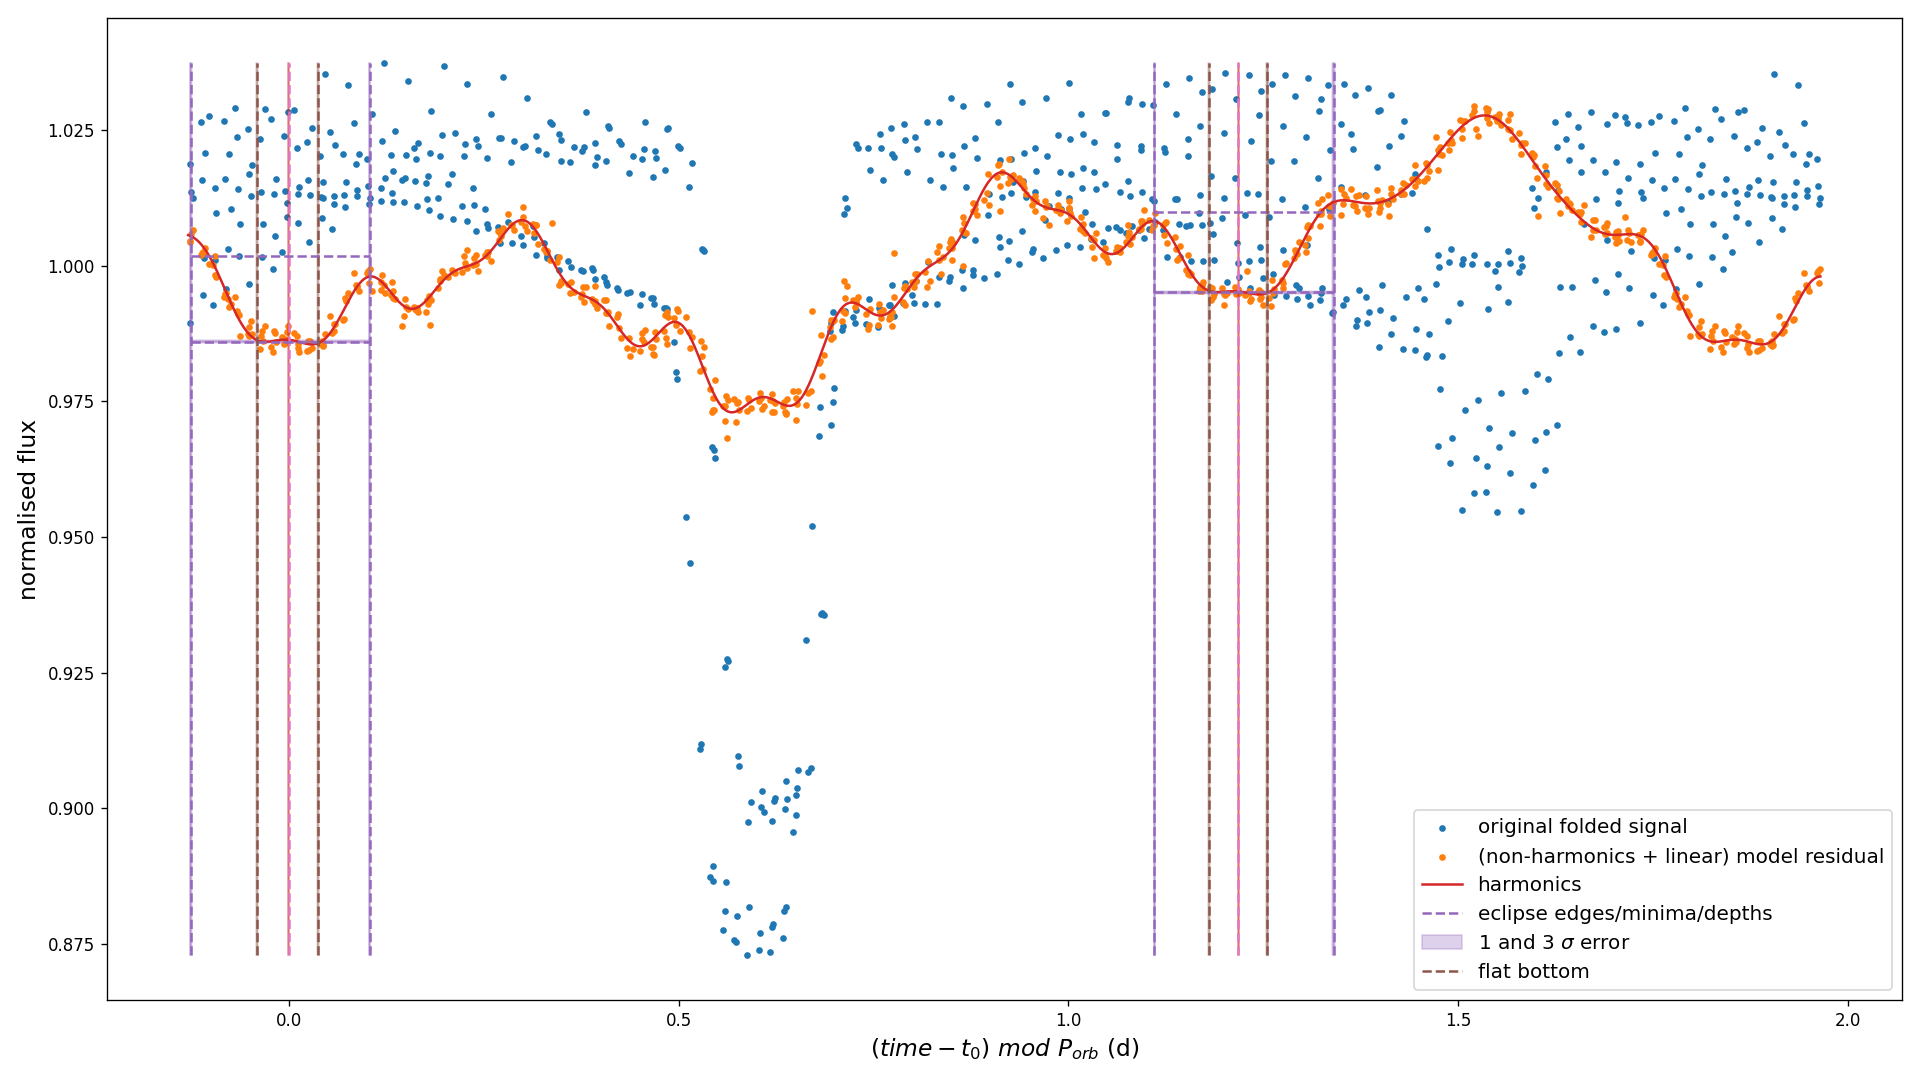 normalised flux
1.025
1.000
0.975
0.950
0.925
0.900
0.875
0.0
0.5
1.0
1.5
2.0
(time − t₀) mod Pₒᵣb (d)
original folded signal
(non-harmonics + linear) model residual
harmonics
eclipse edges/minima/depths
1 and 3 σ error
flat bottom